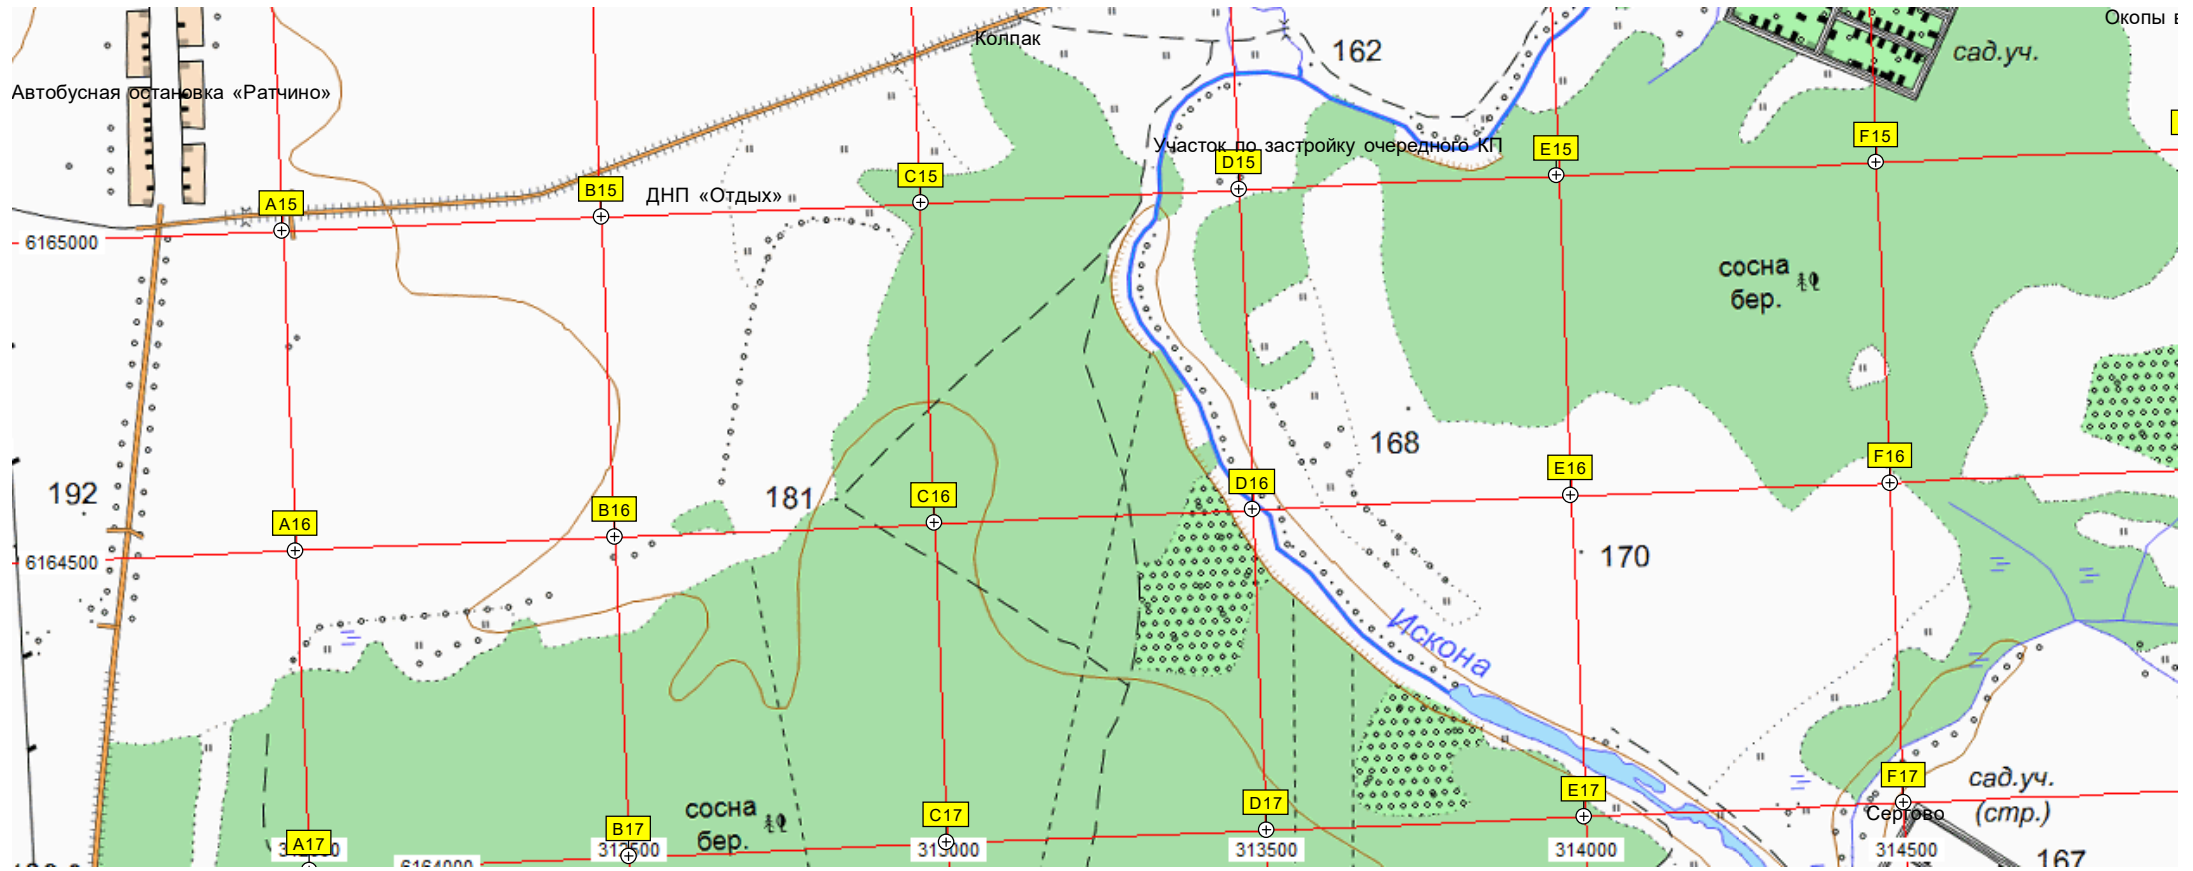 Окопы в
Колпак
162
сад.уч.
Автобусная остановка «Ратчино»
Участок по застройку очередного КП
F15
E15
D15
C15
B15
ДНП «Отдых»
A15
6165000
сосна
бер.
168
F16
E16
D16
192
181
C16
B16
A16
170
6164500
Искона
F17
сад.уч.
(стр.)
E17
D17
Сертово
C17
сосна
бер.
B17
A17
313000
313500
314000
314500
167
6164000